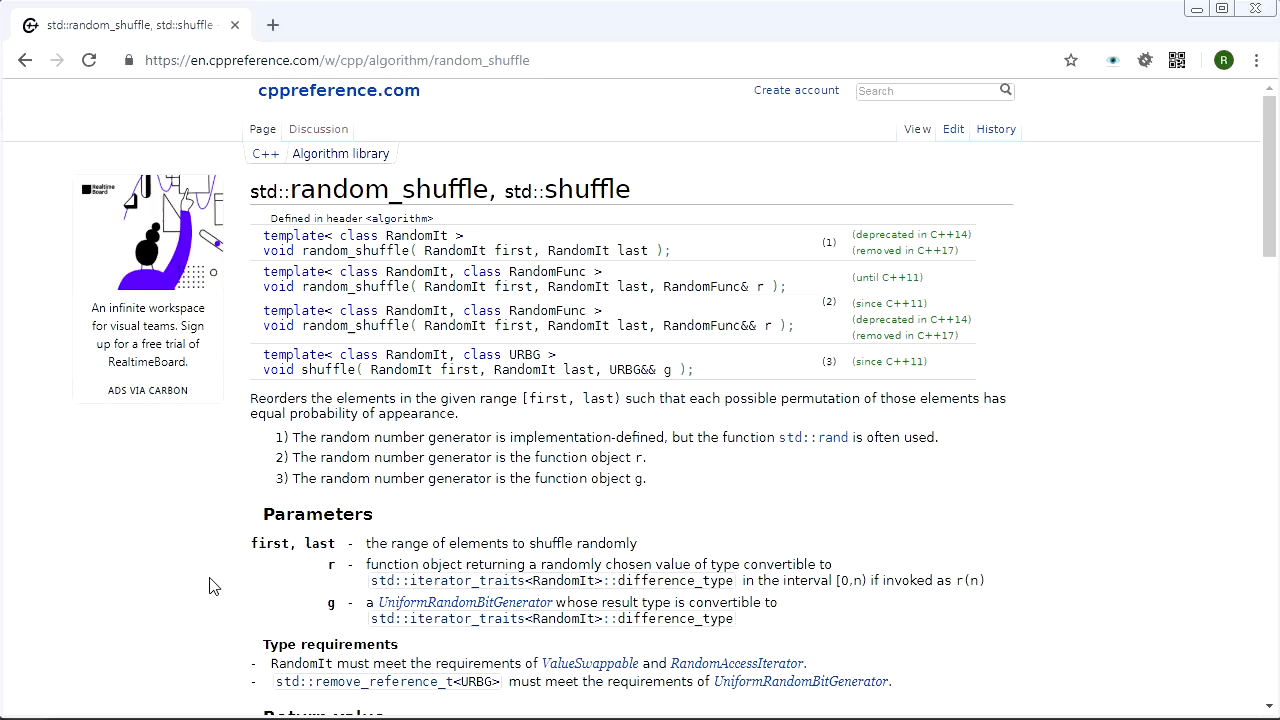 std::random_shuffle, std::shuffle
https://en.cppreference.com/w/cpp/algorithm/random_shuffle
R
cppreference.com
Create account
Search
Page
Discussion
View
Edit
History
C++
Algorithm library
Realtime
Board
An infinite workspace
for visual teams. Sign
up for a free trial of
RealtimeBoard.
ADS VIA CARBON
std::random_shuffle, std::shuffle
Defined in header <algorithm>
template< class RandomIt >
void random_shuffle( RandomIt first, RandomIt last );
(1)
(deprecated in C++14)
(removed in C++17)
template< class RandomIt, class RandomFunc >
void random_shuffle( RandomIt first, RandomIt last, RandomFunc& r );
(until C++11)
(2)
template< class RandomIt, class RandomFunc >
void random_shuffle( RandomIt first, RandomIt last, RandomFunc&& r );
(since C++11)
(deprecated in C++14)
(removed in C++17)
template< class RandomIt, class URBG >
void shuffle( RandomIt first, RandomIt last, URBG&& g );
(3)
(since C++11)
Reorders the elements in the given range [first, last) such that each possible permutation of those elements has
equal probability of appearance.
1) The random number generator is implementation-defined, but the function std::rand is often used.
2) The random number generator is the function object r.
3) The random number generator is the function object g.
Parameters
first, last - the range of elements to shuffle randomly
r - function object returning a randomly chosen value of type convertible to
std::iterator_traits<RandomIt>::difference_type in the interval [0,n) if invoked as r(n)
g - a UniformRandomBitGenerator whose result type is convertible to
std::iterator_traits<RandomIt>::difference_type
Type requirements
- RandomIt must meet the requirements of ValueSwappable and RandomAccessIterator.
- std::remove_reference_t<URBG> must meet the requirements of UniformRandomBitGenerator.
Return value